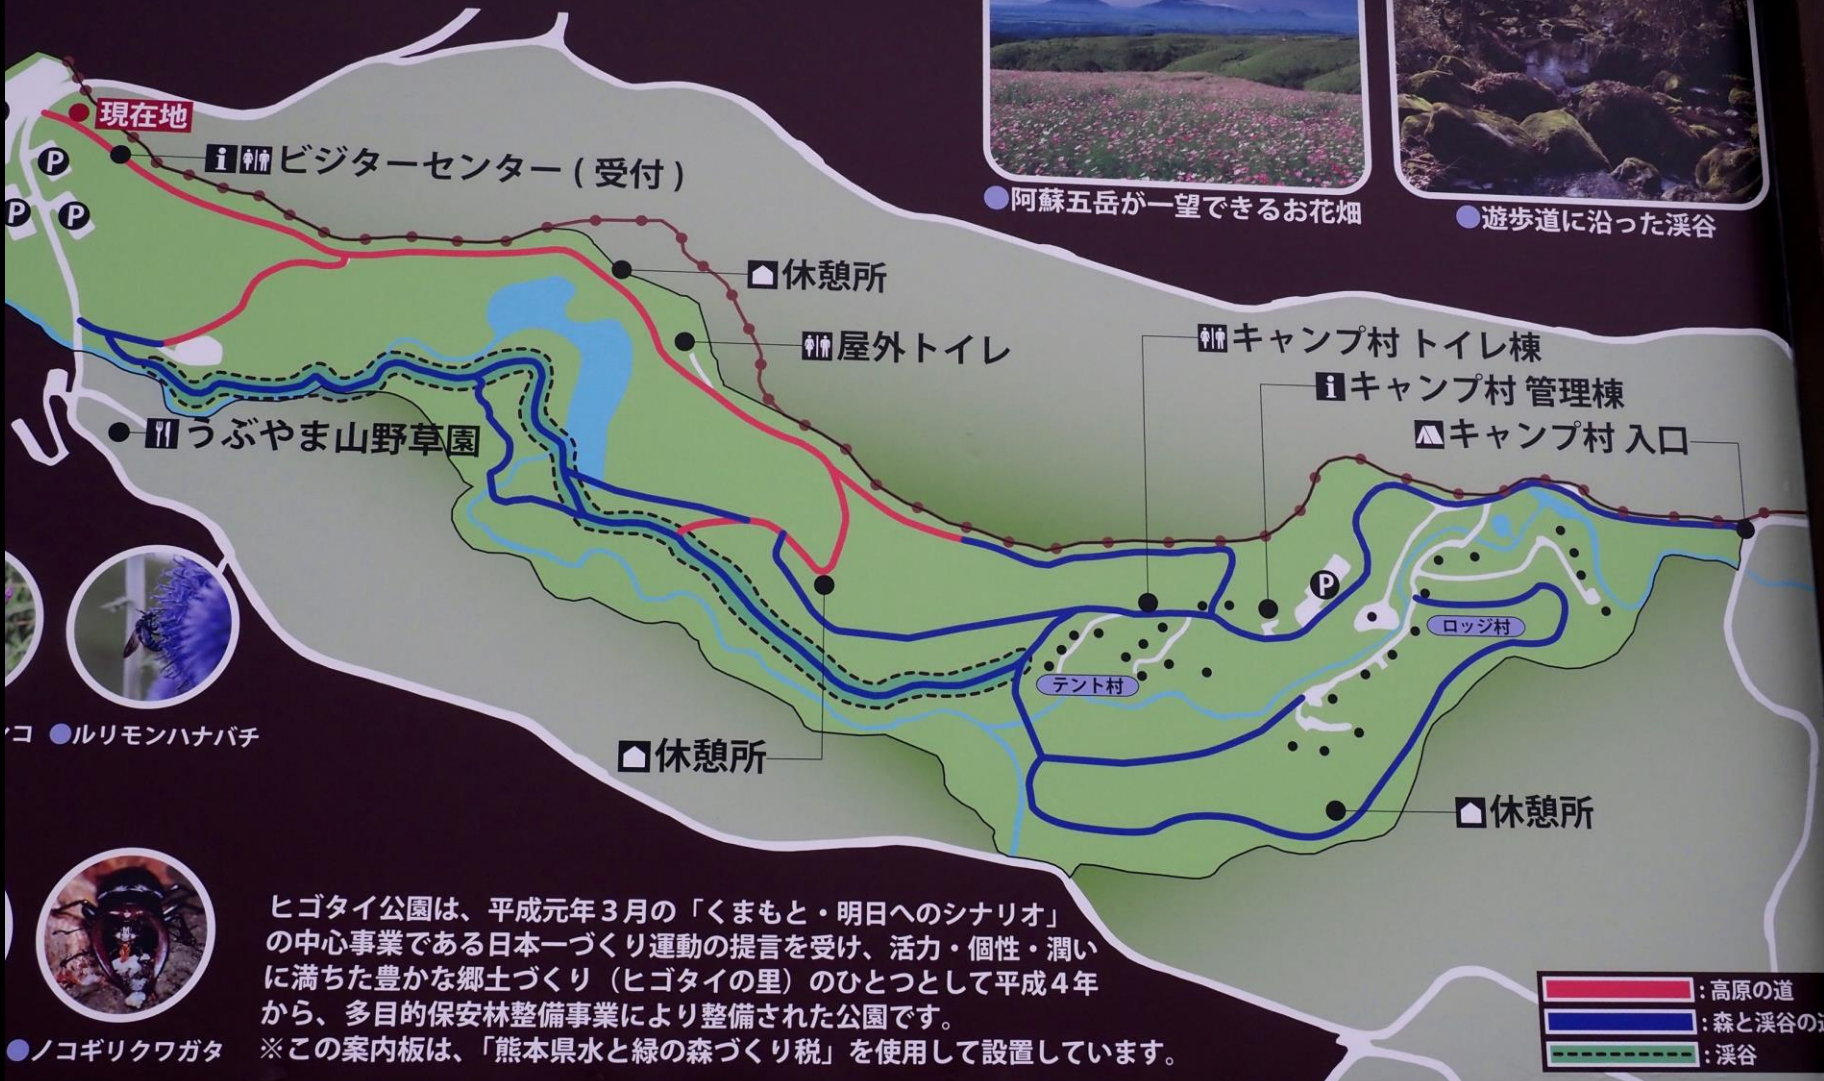 現在地
P
P
P
i ビジターセンター(受付)
阿蘇五岳が一望できるお花畑
遊歩道に沿った渓谷
休憩所
屋外トイレ
キャンプ村 トイレ棟
キャンプ村 管理棟
キャンプ村 入口
うぶやま山野草園
P
ロッジ村
テント村
コ
ルリモンハナバチ
休憩所
休憩所
ノコギリクワガタ
ヒゴタイ公園は、平成元年3月の「くまもと・明日へのシナリオ」
の中心事業である日本一づくり運動の提言を受け、活力・個性・潤い
に満ちた豊かな郷土づくり(ヒゴタイの里)のひとつとして平成4年
から、多目的保安林整備事業により整備された公園です。
※この案内板は、「熊本県水と緑の森づくり税」を使用して設置しています。
:高原の道
:森と渓谷の
:渓谷